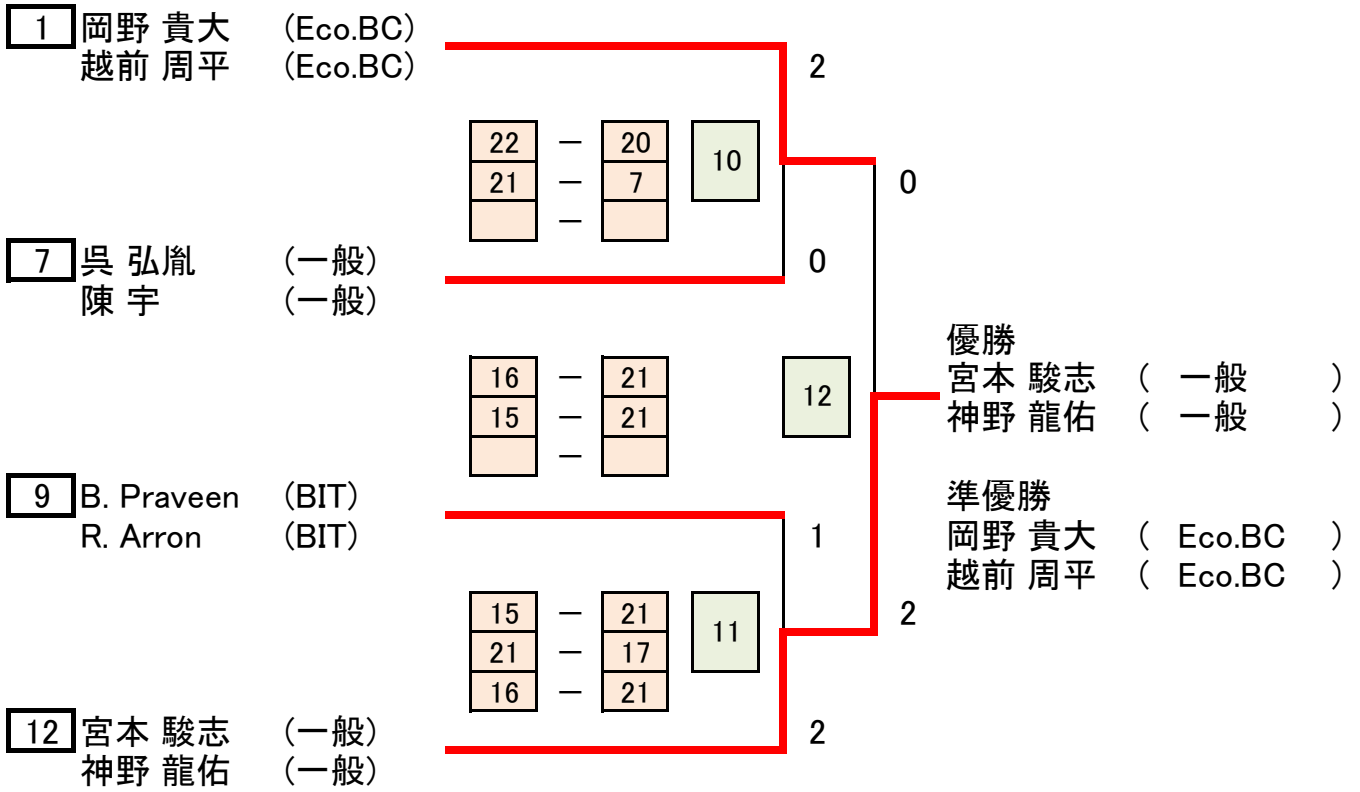 1 岡野 貴大 (Eco.BC)
越前 周平 (Eco.BC)
2
22 － 20
10
21 － 7
－
0
7 呉 弘胤 (一般)
0
陳 宇 (一般)
16 － 21
12
15 － 21
－
優勝
宮本 駿志 ( 一般 )
神野 龍佑 ( 一般 )
9 B. Praveen (BIT)
R. Arron (BIT)
1
準優勝
岡野 貴大 ( Eco.BC )
越前 周平 ( Eco.BC )
15 － 21
11
21 － 17
16 － 21
2
12 宮本 駿志 (一般)
2
神野 龍佑 (一般)